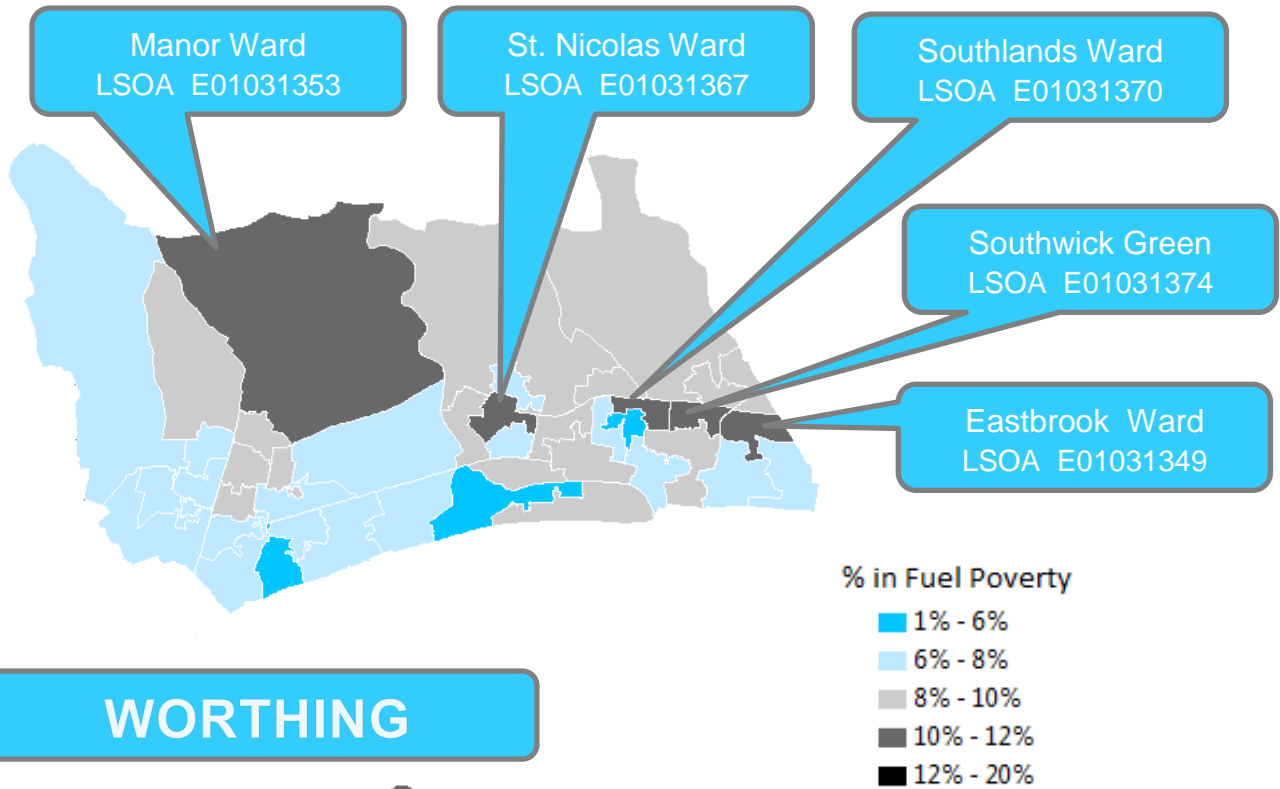 Manor Ward
LSOA E01031353
St. Nicolas Ward
LSOA E01031367
Southlands Ward
LSOA E01031370
Southwick Green
LSOA E01031374
Eastbrook Ward
LSOA E01031349
% in Fuel Poverty
1% - 6%
6% - 8%
8% - 10%
10% - 12%
12% - 20%
WORTHING